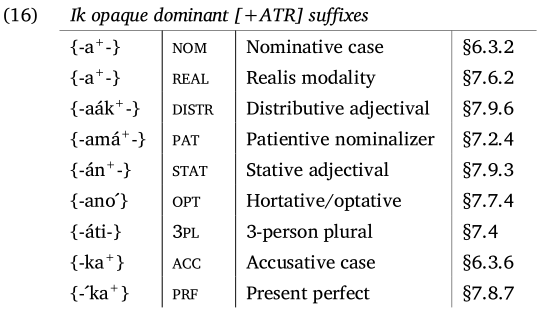 (16) Ik opaque dominant [+ATR] suffixes
{-a⁺-} NOM Nominative case §6.3.2
{-a⁺-} REAL Realis modality §7.6.2
{-aák⁺-} DISTR Distributive adjectival §7.9.6
{-amá⁺-} PAT Patientive nominalizer §7.2.4
{-án⁺-} STAT Stative adjectival §7.9.3
{-ano´} OPT Hortative/optative §7.7.4
{-áti-} 3PL 3-person plural §7.4
{-ka⁺} ACC Accusative case §6.3.6
{-´ka⁺} PRF Present perfect §7.8.7